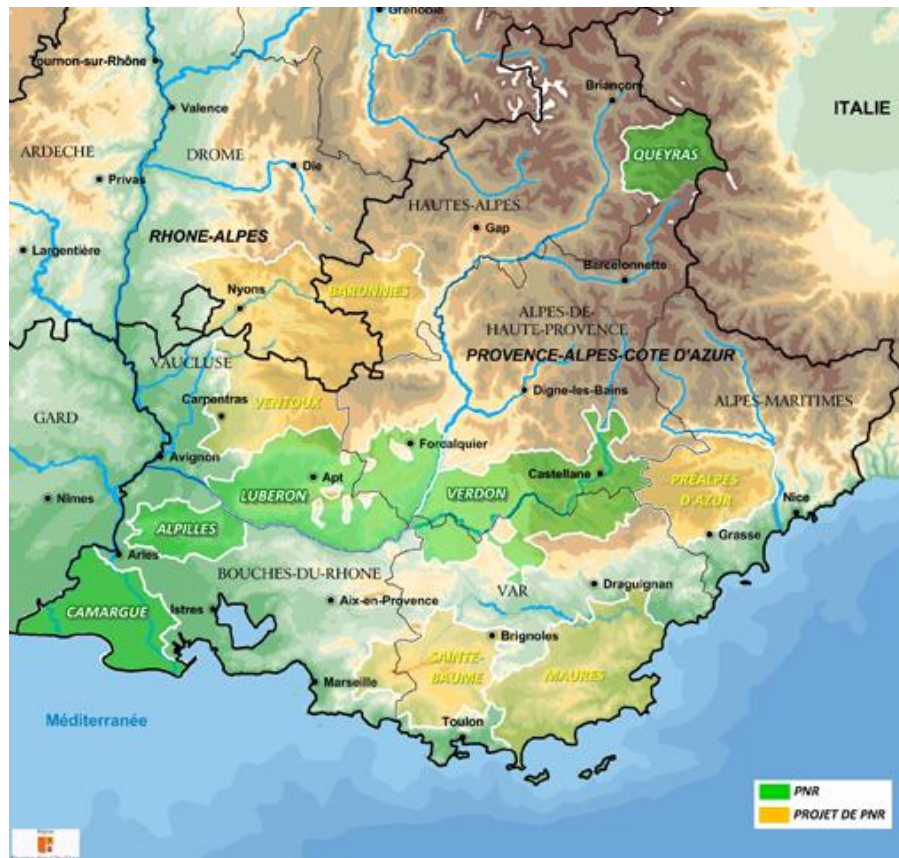 Grenoble
Tournon-sur-Rhône
Briançon
Valence
ITALIE
ARDECHE
DROME
QUEYRAS
Die
Privas
HAUTES-ALPES
RHONE-ALPES
Gap
Largentière
Barcelonnette
Nyons
BARONNIES
ALPES-DE-
HAUTE-PROVENCE
PROVENCE-ALPES-COTE D'AZUR
VAUCLUSE
Digne-les-Bains
Carpentras
VENTOUX
ALPES-MARITIMES
GARD
Forcalquier
Avignon
Apt
Castellane
LUBERON
VERDON
PRÉALPES
D'AZUR
Nîmes
Nice
ALPILLES
Grasse
Arles
BOUCHES-DU-RHONE
VAR
Draguignan
CAMARGUE
Istres
Aix-en-Provence
Brignoles
SAINTE-
BAUME
MAURES
Marseille
Méditerranée
Toulon
PNR
PROJET DE PNR